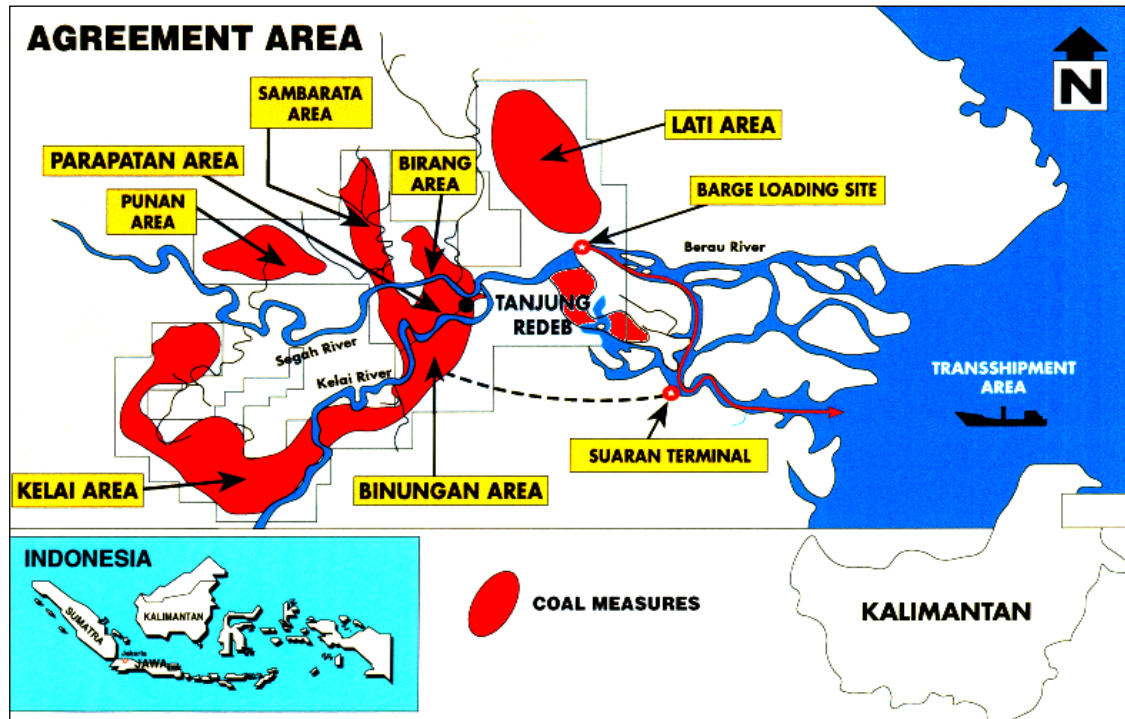 AGREEMENT AREA
N
SAMBARATA
AREA
LATI AREA
PARAPATAN AREA
BIRANG
AREA
PUNAN
AREA
BARGE LOADING SITE
Berau River
TANJUNG
REDEB
Segah River
Kelai River
TRANSSHIPMENT
AREA
SUARAN TERMINAL
KELAI AREA
BINUNGAN AREA
INDONESIA
SUMATRA
KALIMANTAN
Jakarta
JAWA
COAL MEASURES
KALIMANTAN